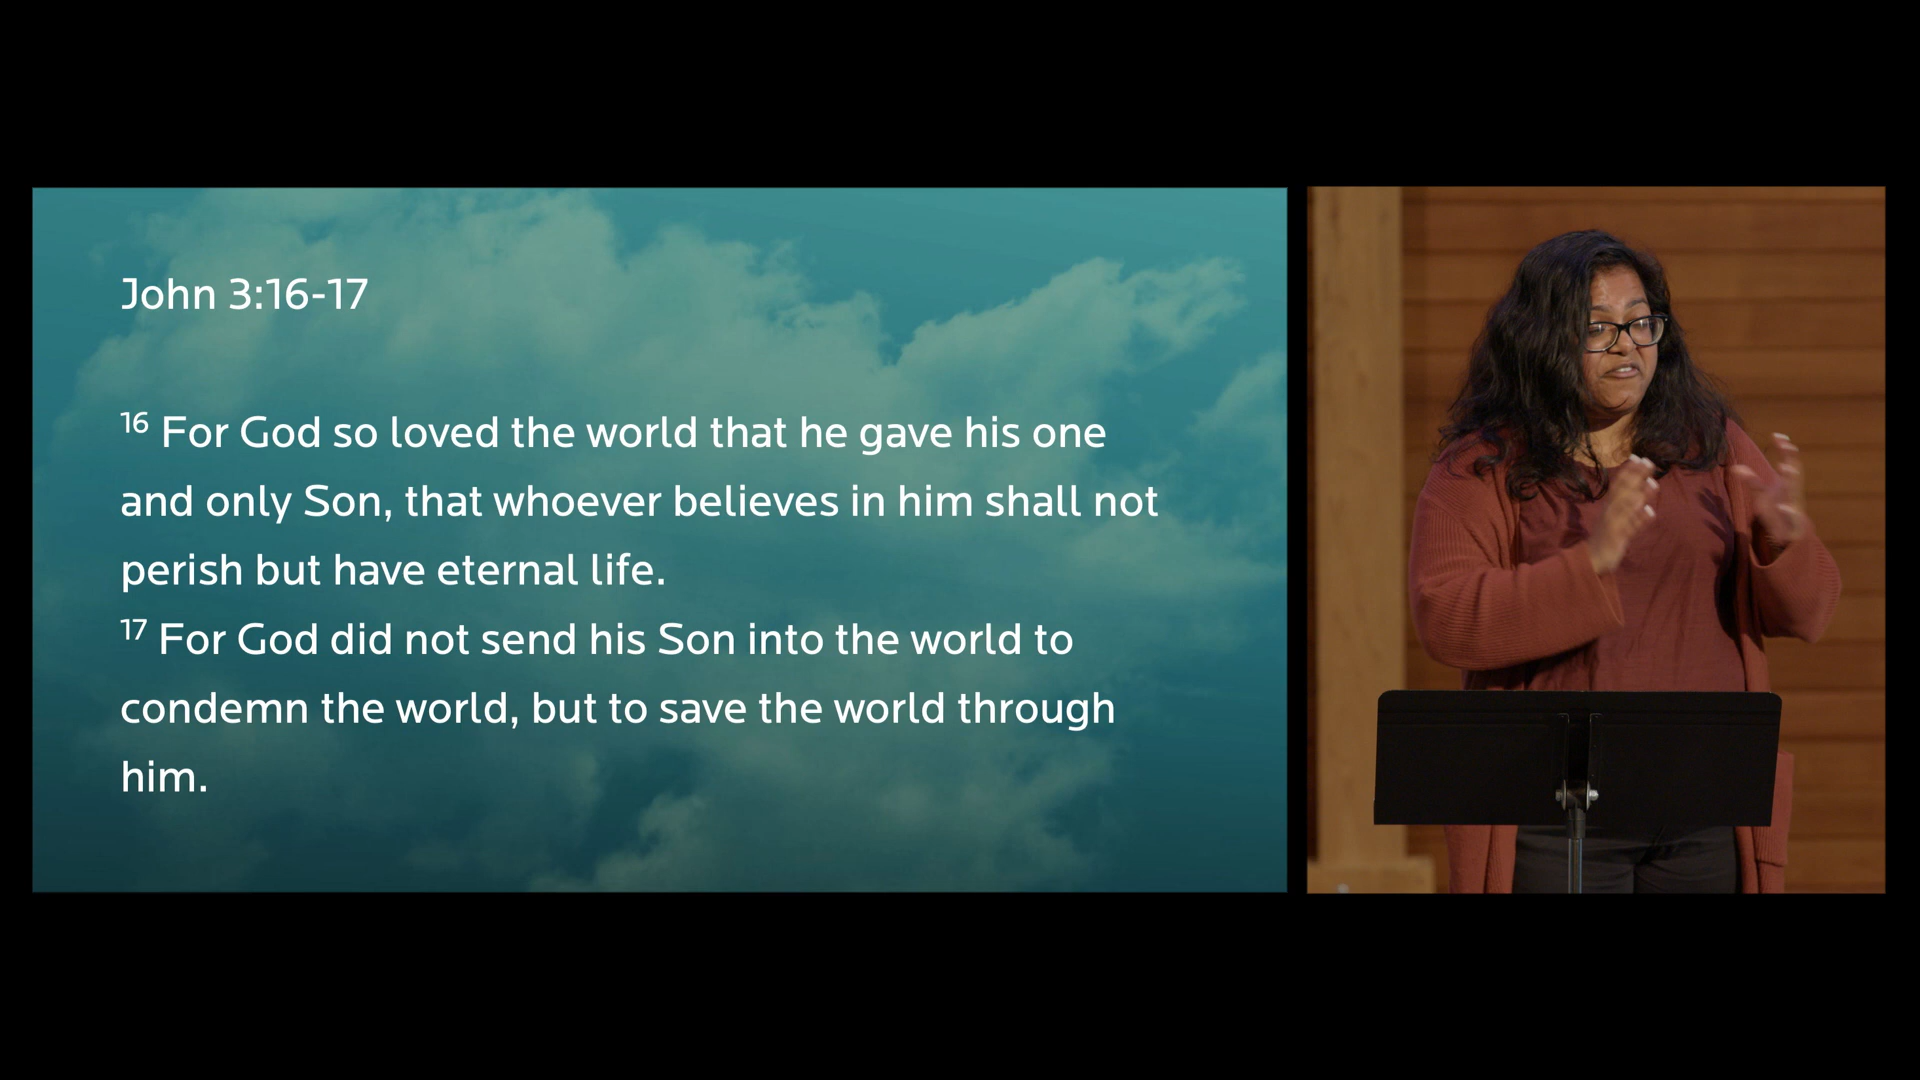 John 3:16-17
16 For God so loved the world that he gave his one
and only Son, that whoever believes in him shall not
perish but have eternal life.
17 For God did not send his Son into the world to
condemn the world, but to save the world through
him.